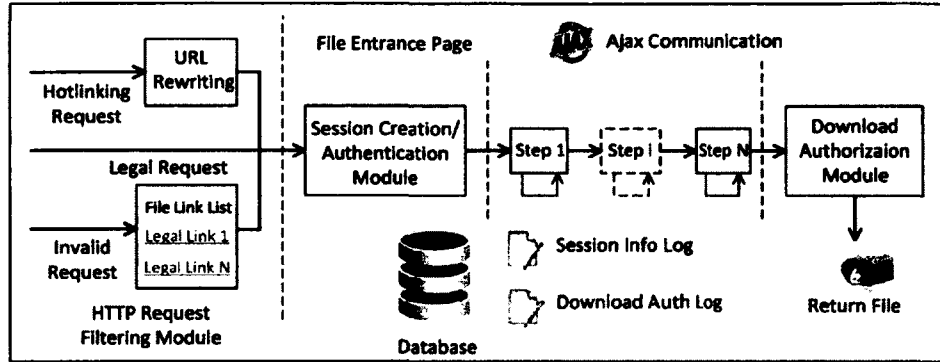 File Entrance Page
AJAX
Ajax Communication
URL
Rewriting
Hotlinking
Request
Legal Request
File Link List
Legal Link 1
Legal Link N
Invalid
Request
HTTP Request
Filtering Module
Session Creation/
Authentication
Module
Step 1
Step i
Step N
Download
Authorizaion
Module
Database
Session Info Log
Download Auth Log
Return File